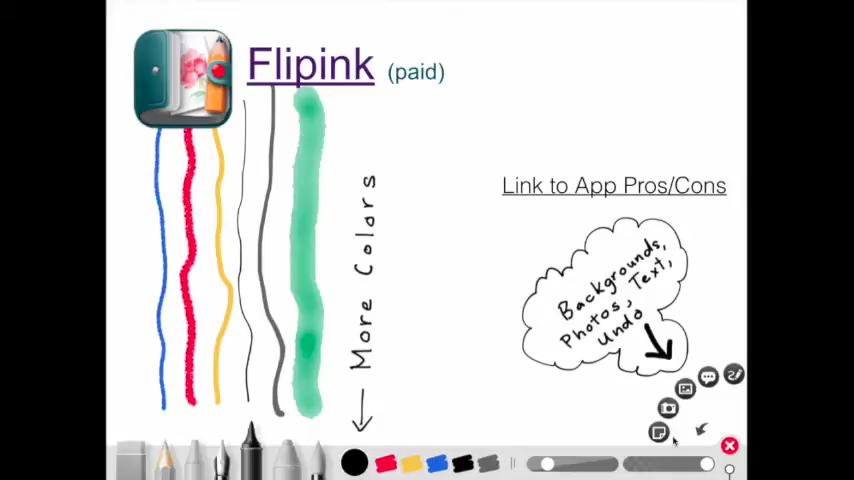 Flipink (paid)
Link to App Pros/Cons
More Colors
Backgrounds,
Photos, Text,
Undo